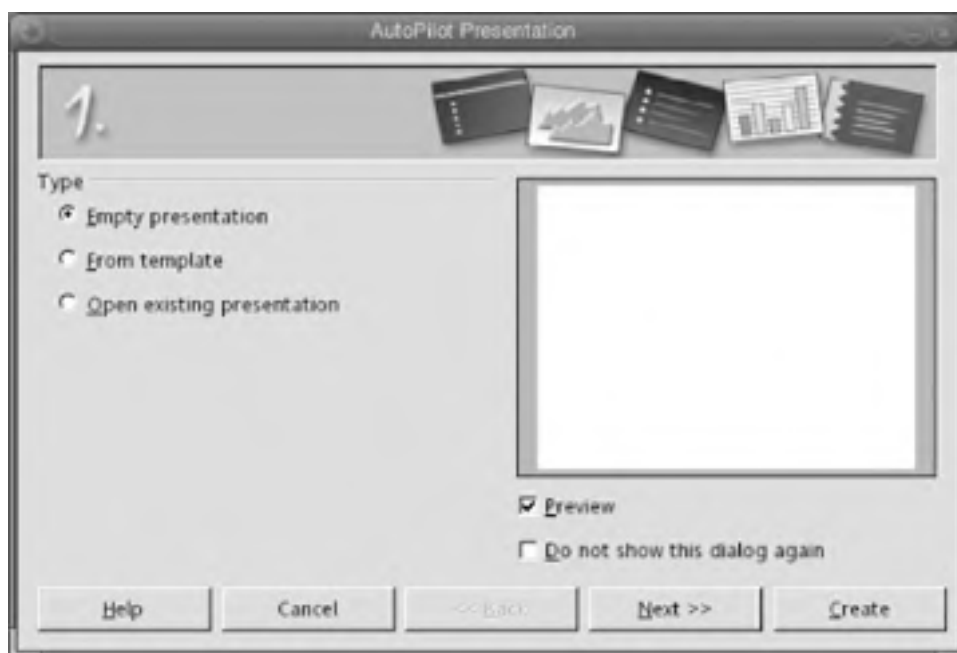 AutoPilot Presentation
1.
Type
Empty presentation
From template
Open existing presentation
Preview
Do not show this dialog again
Help
Cancel
<< Back
Next >>
Create